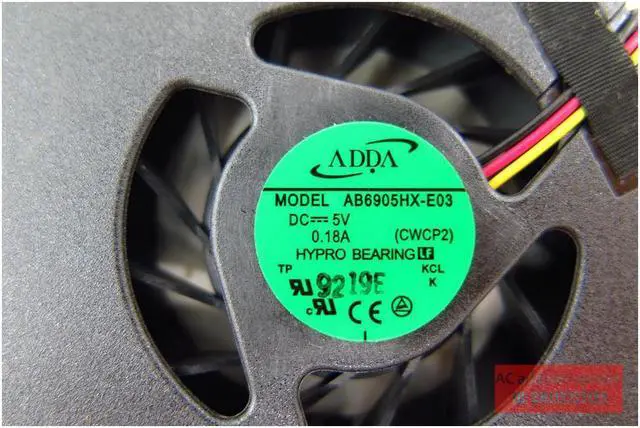 ADDA
MODEL AB6905HX-E03
DC 5V
0.18A (CWCP2)
HYPRO BEARING LF
TP KCL
K
9219E
c
CE